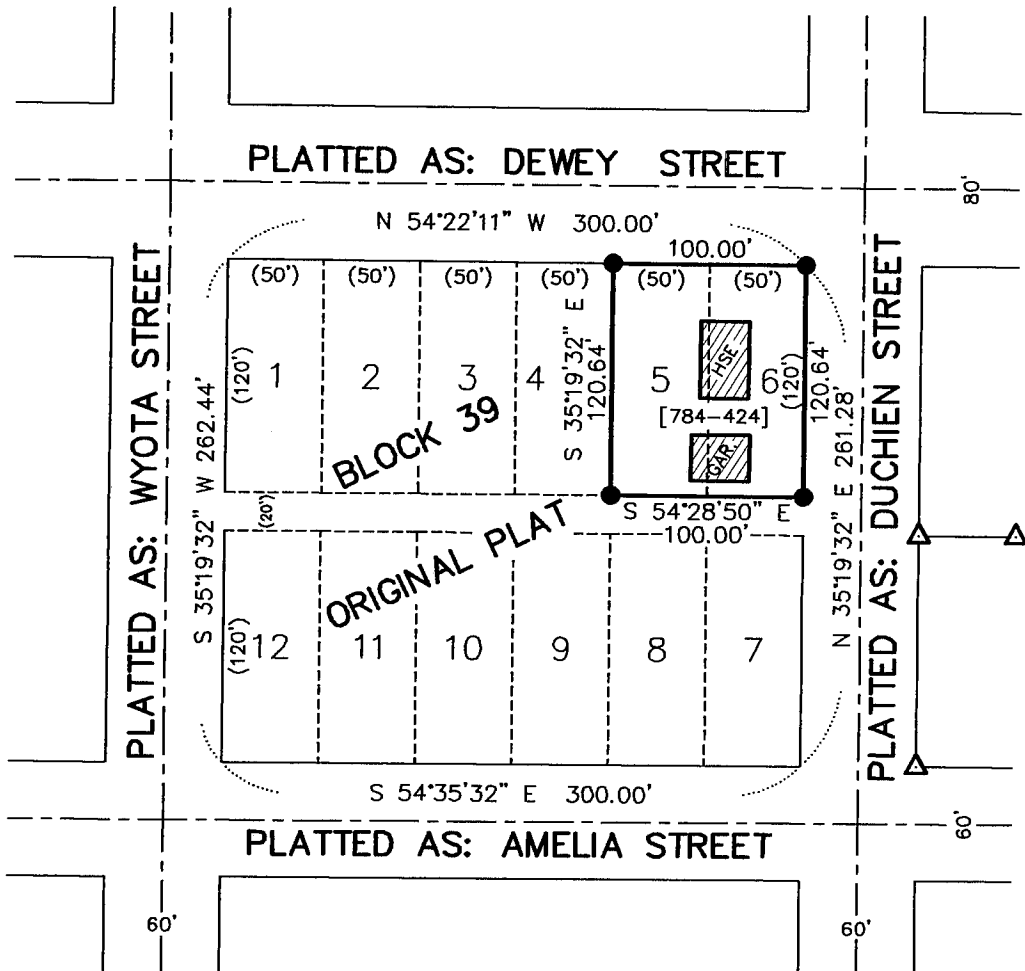 PLATTED AS: DEWEY STREET
80'
N 54°22'11" W 300.00'
100.00'
(50') (50') (50') (50') (50') (50')
PLATTED AS: WYOTA STREET
S 35°19'32" W 262.44'
(120')
1 2 3 4 5 6
S 35°19'32" E
120.64'
HSE
(120')
120.64'
[784-424]
GAR.
BLOCK 39
N 35°19'32" E 261.28'
PLATTED AS: DUCHIEN STREET
(20')
S 54°28'50" E
100.00'
ORIGINAL PLAT
(120')
12 11 10 9 8 7
S 54°35'32" E 300.00'
PLATTED AS: AMELIA STREET
60'
60'
60'